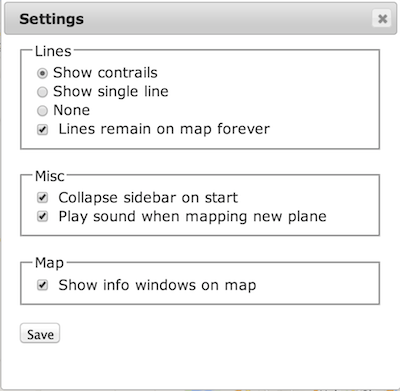 Settings
Lines
Show contrails
Show single line
None
Lines remain on map forever
Misc
Collapse sidebar on start
Play sound when mapping new plane
Map
Show info windows on map
Save